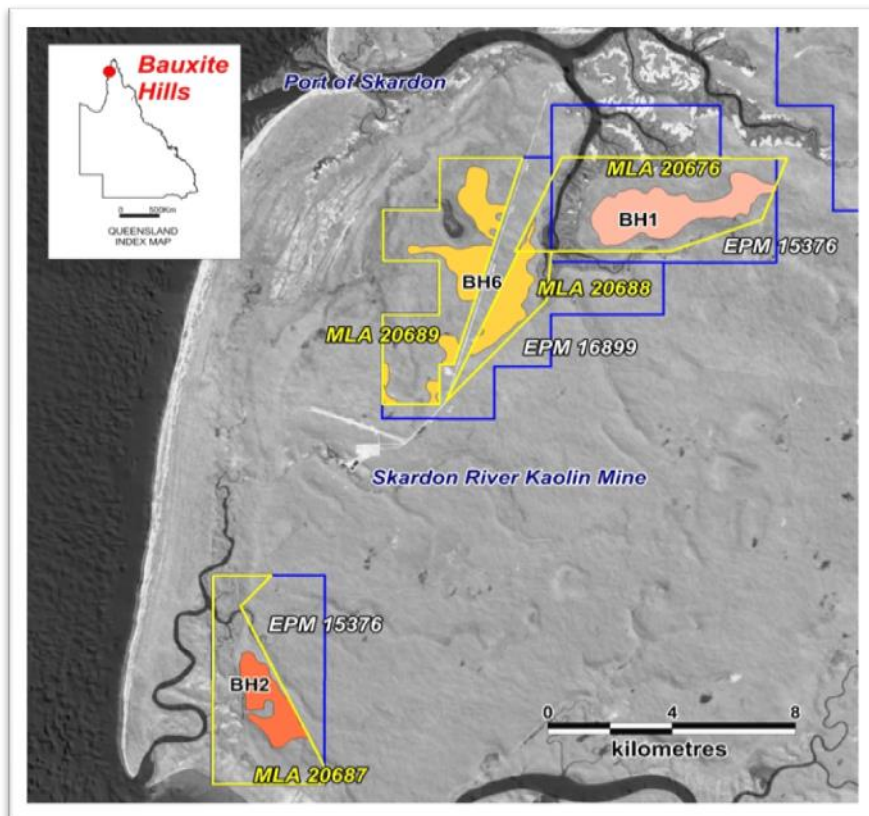 Bauxite
Hills
0 500Km
QUEENSLAND
INDEX MAP
Port of Skardon
MLA 20676
BH1
EPM 15376
BH6
MLA 20688
MLA 20689
EPM 16899
Skardon River Kaolin Mine
EPM 15376
BH2
MLA 20687
0 4 8
kilometres